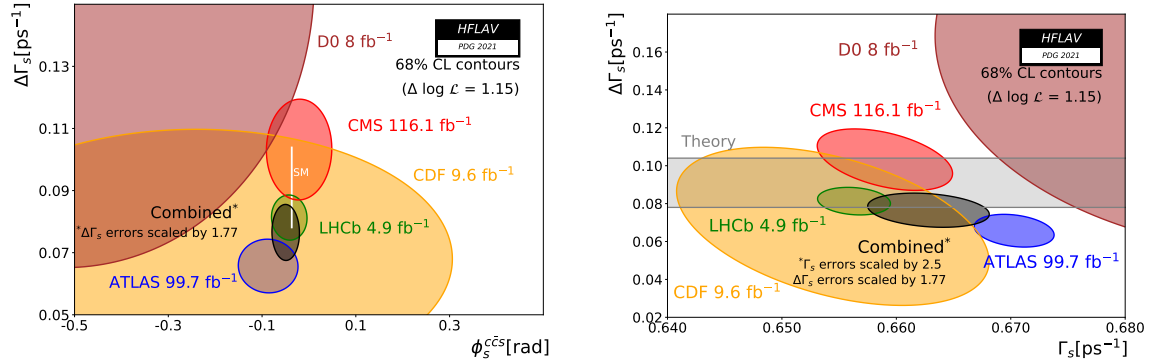 ΔΓₛ[ps⁻¹]
0.13
0.11
0.09
0.07
0.05
-0.5
-0.3
-0.1
0.1
0.3
ϕₛᶜᶜ̄ˢ[rad]
HFLAV
PDG 2021
68% CL contours
(Δ log ℒ = 1.15)
D0 8 fb⁻¹
CMS 116.1 fb⁻¹
CDF 9.6 fb⁻¹
SM
Combined*
*ΔΓₛ errors scaled by 1.77
LHCb 4.9 fb⁻¹
ATLAS 99.7 fb⁻¹
ΔΓₛ[ps⁻¹]
0.16
0.14
0.12
0.10
0.08
0.06
0.04
0.02
0.640
0.650
0.660
0.670
0.680
Γₛ[ps⁻¹]
HFLAV
PDG 2021
D0 8 fb⁻¹
68% CL contours
(Δ log ℒ = 1.15)
CMS 116.1 fb⁻¹
Theory
LHCb 4.9 fb⁻¹
Combined*
*Γₛ errors scaled by 2.5
ΔΓₛ errors scaled by 1.77
ATLAS 99.7 fb⁻¹
CDF 9.6 fb⁻¹